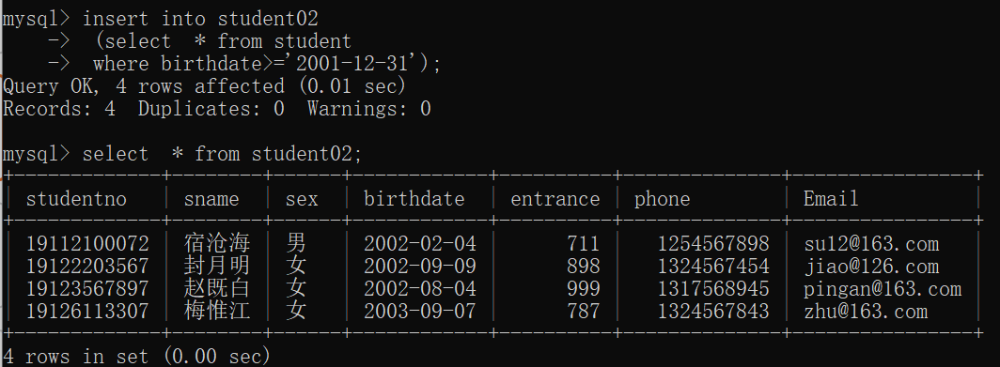 mysql> insert into student02
    ->  (select  * from student
    ->  where birthdate>='2001-12-31');
Query OK, 4 rows affected (0.01 sec)
Records: 4  Duplicates: 0  Warnings: 0
mysql> select  * from student02;
| studentno | sname | sex | birthdate | entrance | phone | Email |
| 19112100072 | 宿沧海 | 男 | 2002-02-04 | 711 | 1254567898 | su12@163.com
| 19122203567 | 封月明 | 女 | 2002-09-09 | 898 | 1324567454 | jiao@126.com
| 19123567897 | 赵既白 | 女 | 2002-08-04 | 999 | 1317568945 | pingan@163.com
| 19126113307 | 梅惟江 | 女 | 2003-09-07 | 787 | 1324567843 | zhu@163.com
4 rows in set (0.00 sec)